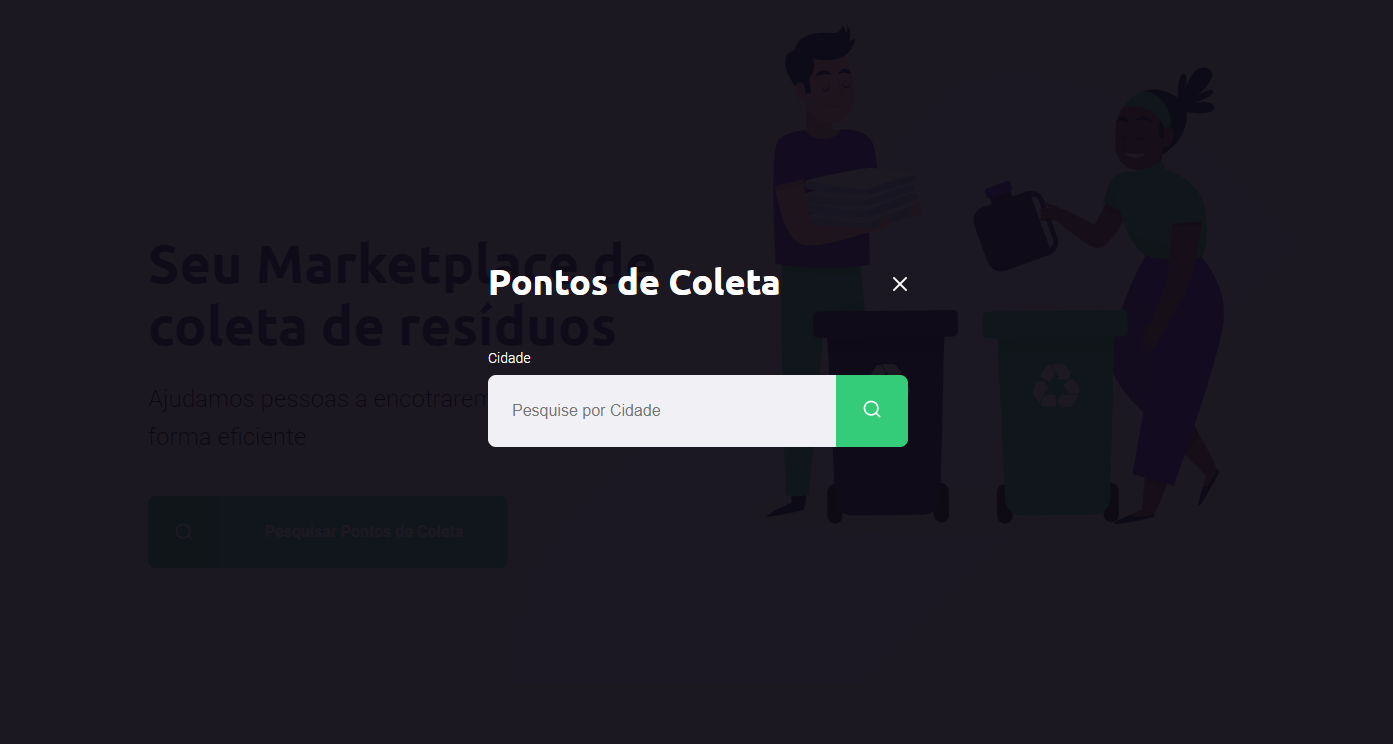 Seu Marketplace de
coleta de resíduos
Ajudamos pessoas a encotrarem
forma eficiente
Pesquisar Pontos de Coleta
Pontos de Coleta
Cidade
Pesquise por Cidade